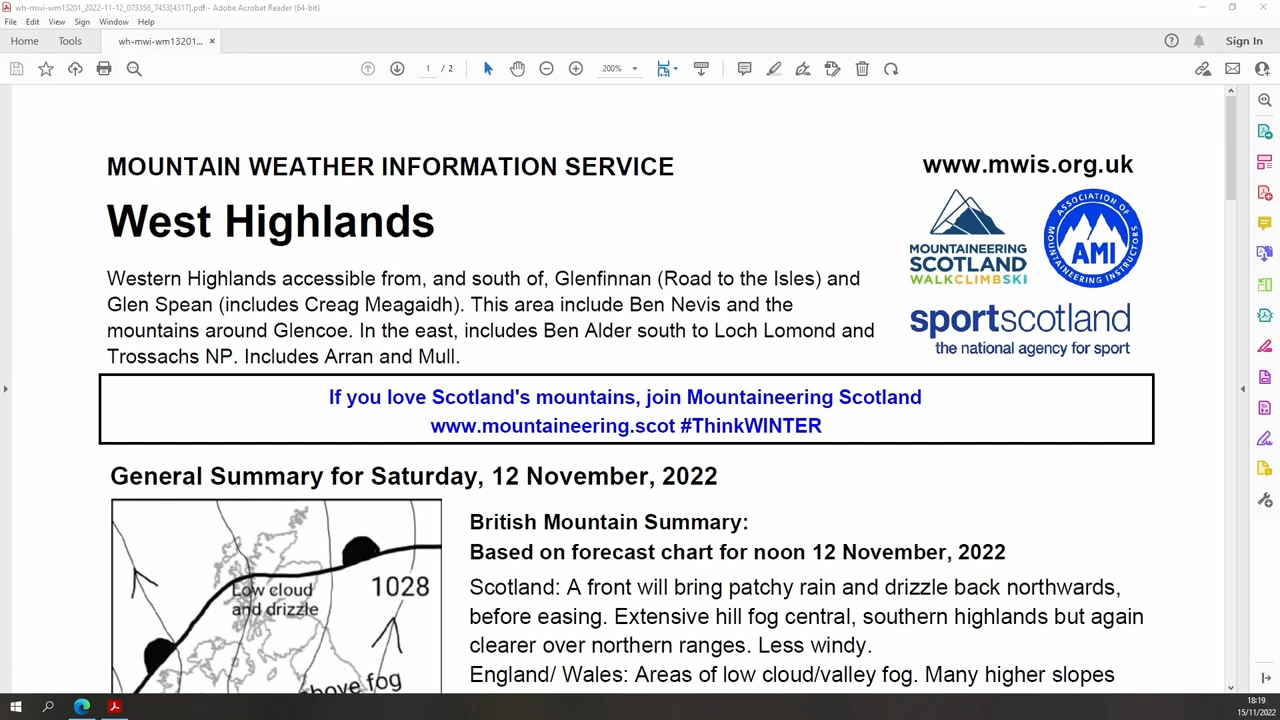 wh-mwi-wm13201_2022-11-12_073356_7453[4317].pdf - Adobe Acrobat Reader (64-bit)
File Edit View Sign Window Help
Home Tools wh-mwi-wm13201... × Sign In
1 / 2 200%
MOUNTAIN WEATHER INFORMATION SERVICE
www.mwis.org.uk
West Highlands
MOUNTAINEERING
SCOTLAND
WALKCLIMBSKI
ASSOCIATION OF
AMI
MOUNTAINEERING INSTRUCTORS
Western Highlands accessible from, and south of, Glenfinnan (Road to the Isles) and
Glen Spean (includes Creag Meagaidh). This area include Ben Nevis and the
mountains around Glencoe. In the east, includes Ben Alder south to Loch Lomond and
Trossachs NP. Includes Arran and Mull.
sportscotland
the national agency for sport
If you love Scotland's mountains, join Mountaineering Scotland
www.mountaineering.scot #ThinkWINTER
General Summary for Saturday, 12 November, 2022
Low cloud
and drizzle
1028
above fog
British Mountain Summary:
Based on forecast chart for noon 12 November, 2022
Scotland: A front will bring patchy rain and drizzle back northwards,
before easing. Extensive hill fog central, southern highlands but again
clearer over northern ranges. Less windy.
England/ Wales: Areas of low cloud/valley fog. Many higher slopes
18:19
15/11/2022